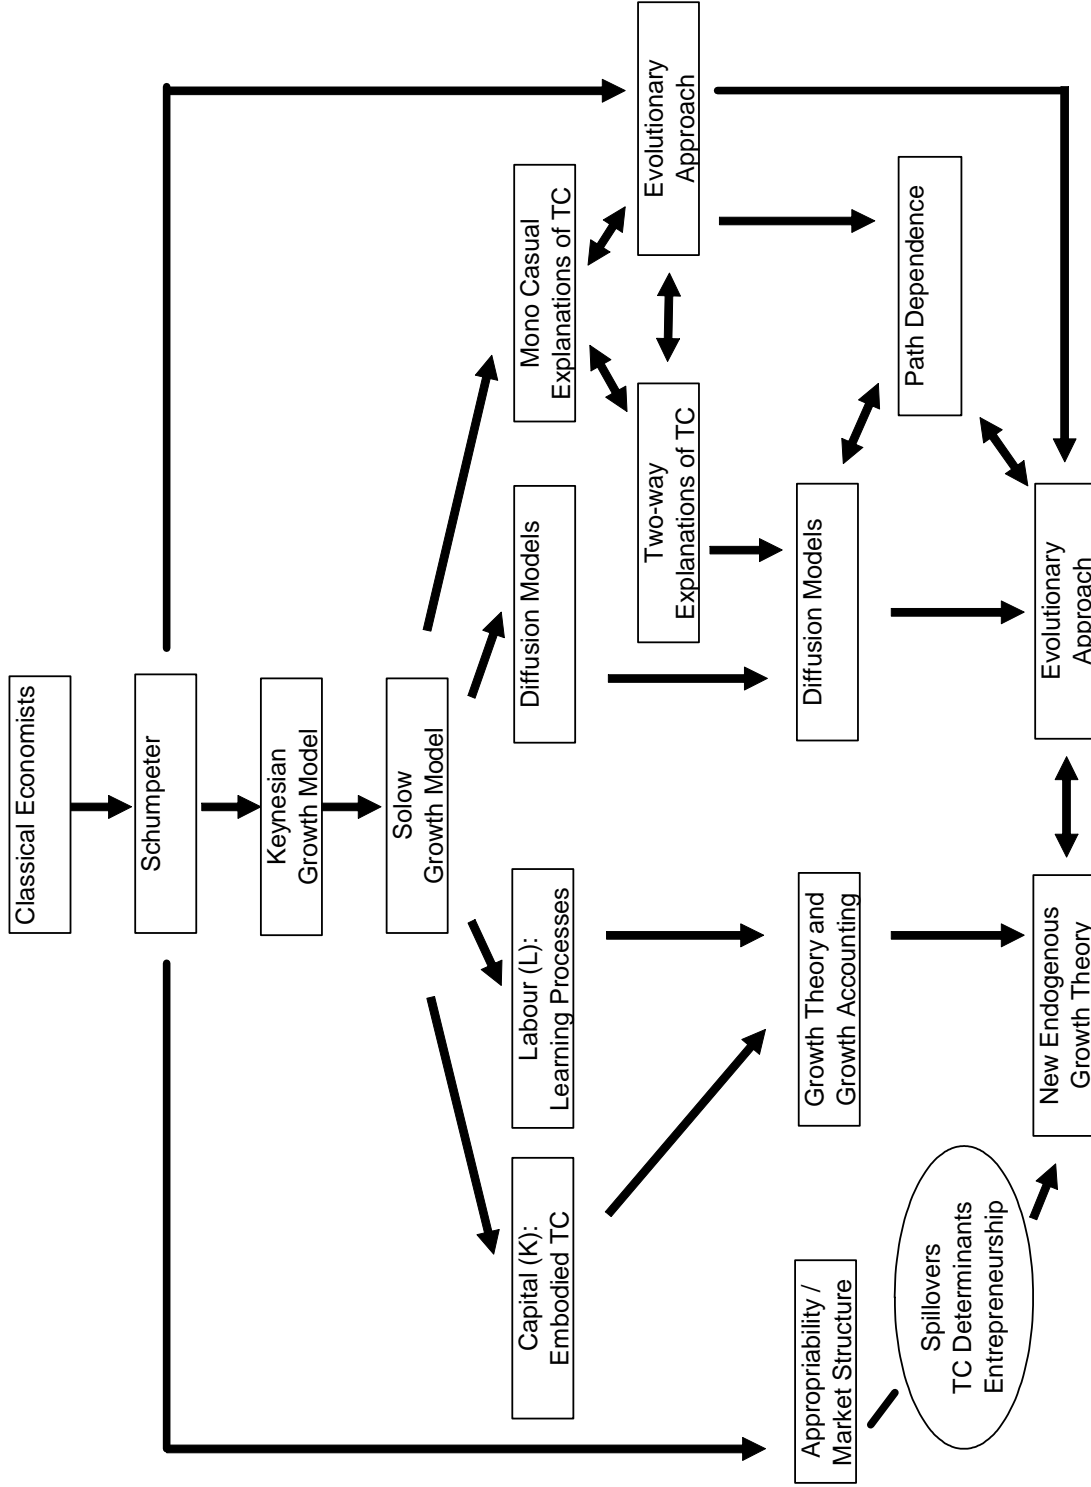 Classical Economists
Schumpeter
Keynesian
Growth Model
Solow
Growth Model
Capital (K):
Embodied TC
Labour (L):
Learning Processes
Diffusion Models
Mono Casual
Explanations of TC
Two-way
Explanations of TC
Evolutionary
Approach
Appropriability /
Market Structure
Growth Theory and
Growth Accounting
Diffusion Models
Path Dependence
Spillovers
TC Determinants
Entrepreneurship
New Endogenous
Growth Theory
Evolutionary
Approach